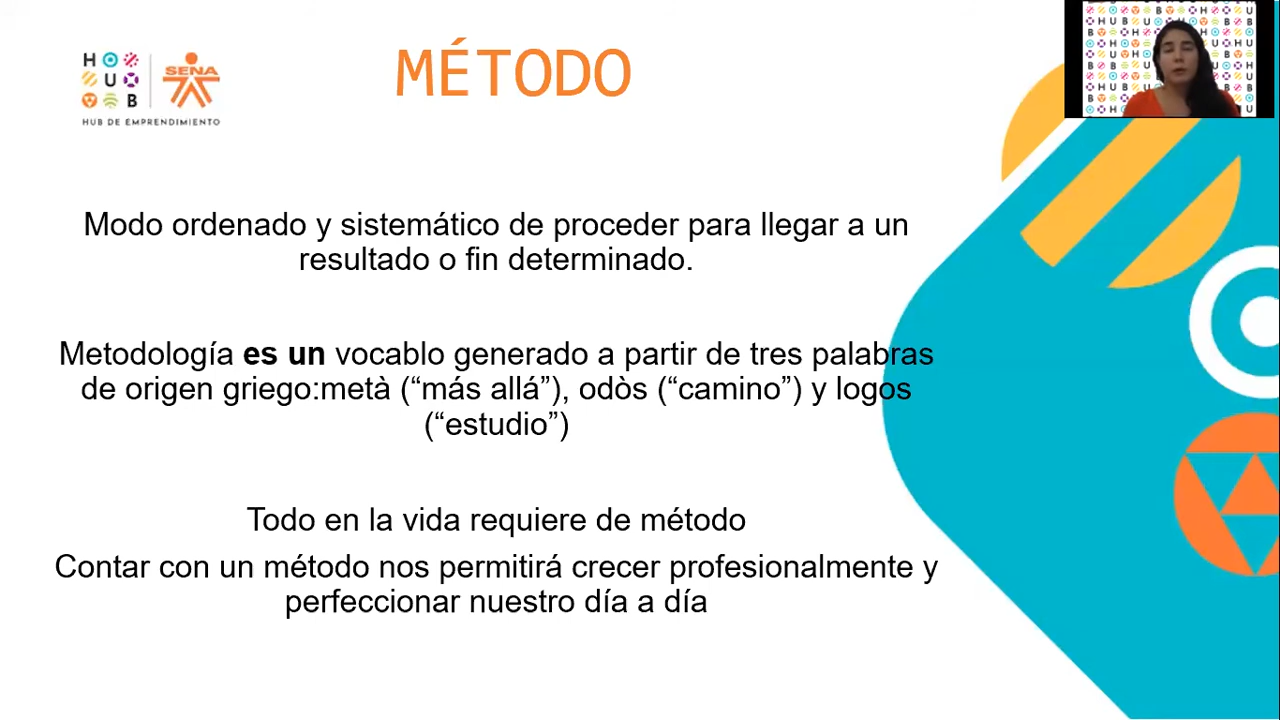 H
U
B
SENA
HUB DE EMPRENDIMIENTO
MÉTODO
Modo ordenado y sistemático de proceder para llegar a un
resultado o fin determinado.
Metodología es un vocablo generado a partir de tres palabras
de origen griego:metà (“más allá”), odòs (“camino”) y logos
(“estudio”)
Todo en la vida requiere de método
Contar con un método nos permitirá crecer profesionalmente y
perfeccionar nuestro día a día